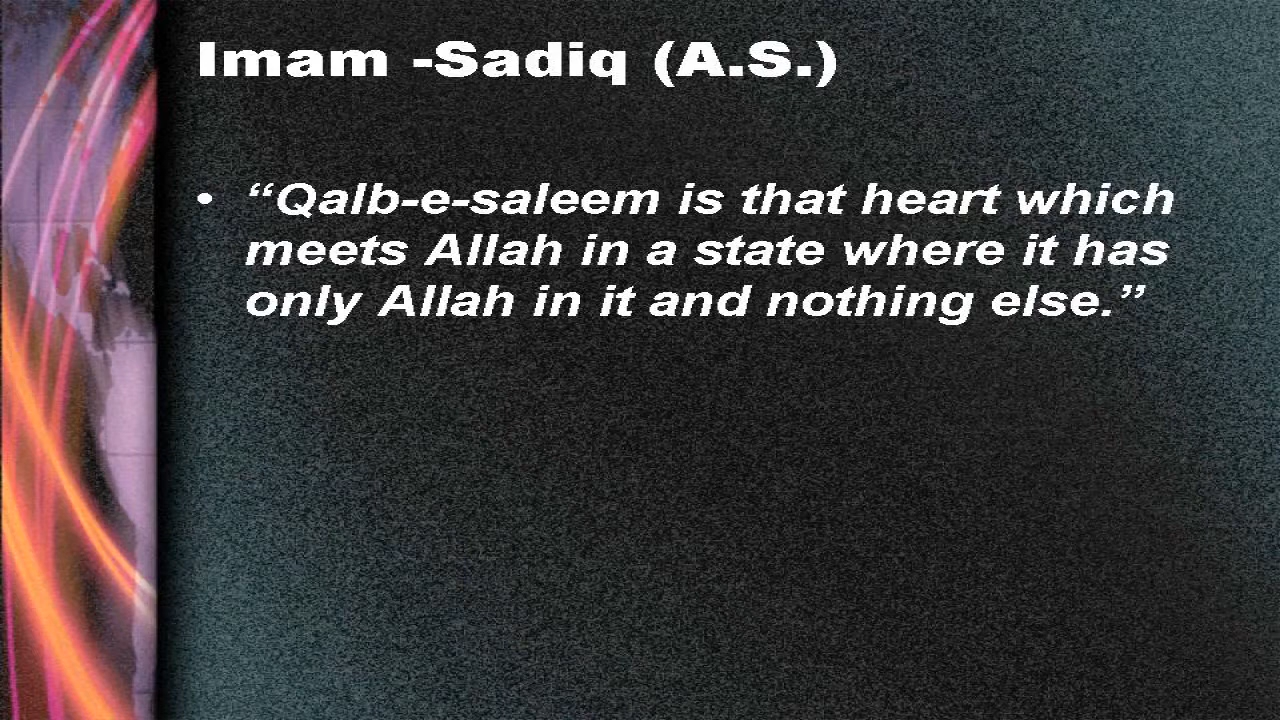 Imam -Sadiq (A.S.)
• “Qalb-e-saleem is that heart which
meets Allah in a state where it has
only Allah in it and nothing else.”